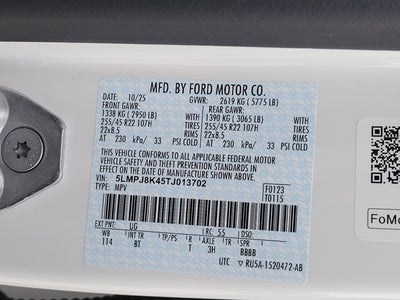 MFD. BY FORD MOTOR CO.
DATE: 10/25 GVWR: 2619 KG ( 5775 LB)
FRONT GAWR: REAR GAWR:
1338 KG ( 2950 LB) 1390 KG ( 3065 LB)
255/45 R22 107H TIRES 255/45 R22 107H
22x8.5 RIMS 22x8.5
AT 230 kPa/ 33 PSI COLD AT 230 kPa/ 33 PSI COLD
THIS VEHICLE CONFORMS TO ALL APPLICABLE FEDERAL MOTOR
VEHICLE SAFETY AND THEFT PREVENTION STANDARDS IN
EFFECT ON THE DATE OF MANUFACTURE SHOWN ABOVE.
VIN: 5LMPJ8K45TJ013702
TYPE: MPV
F0123
T0115
EXT PNT: UG RC: 55 DSO:
WB INT TR TP/PS R AXLE TR SPR
114 BT T 3H BBBB
UTC RU5A-1520472-AB
FoMo